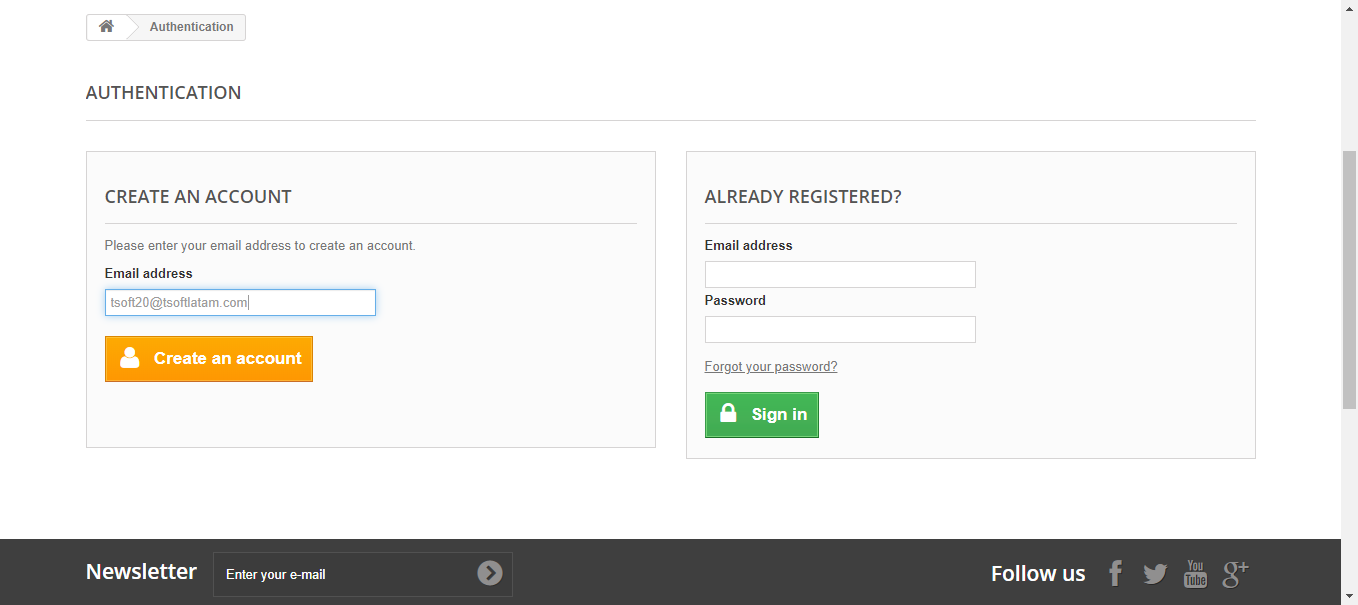 Authentication
AUTHENTICATION
CREATE AN ACCOUNT
Please enter your email address to create an account.
Email address
tsoft20@tsoftlatam.com
Create an account
ALREADY REGISTERED?
Email address
Password
Forgot your password?
Sign in
Newsletter
Enter your e-mail
Follow us
You
Tube
g+